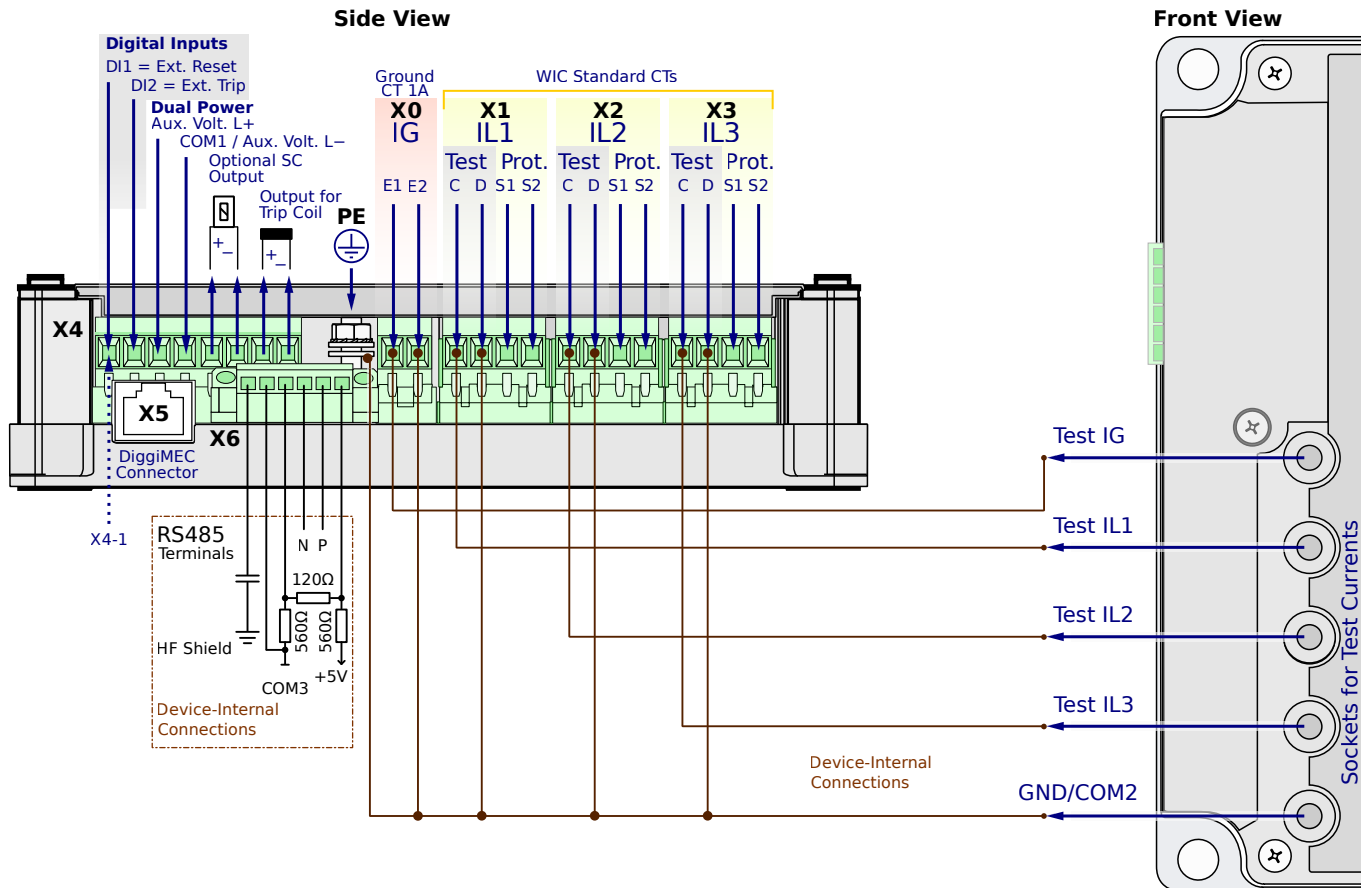 Side View
Front View
Digital Inputs
DI1 = Ext. Reset
DI2 = Ext. Trip
Dual Power
Aux. Volt. L+
COM1 / Aux. Volt. L−
Optional SC
Output
+
−
Output for
Trip Coil
+
−
PE
Ground
CT 1A
X0
IG
E1 E2
WIC Standard CTs
X1
IL1
Test Prot.
C D S1 S2
X2
IL2
Test Prot.
C D S1 S2
X3
IL3
Test Prot.
C D S1 S2
X4
X5
X6
DiggiMEC
Connector
X4-1
RS485
Terminals
N P
120Ω
560Ω
560Ω
HF Shield
COM3
+5V
Device-Internal
Connections
Test IG
Test IL1
Test IL2
Test IL3
GND/COM2
Device-Internal
Connections
Sockets for Test Currents